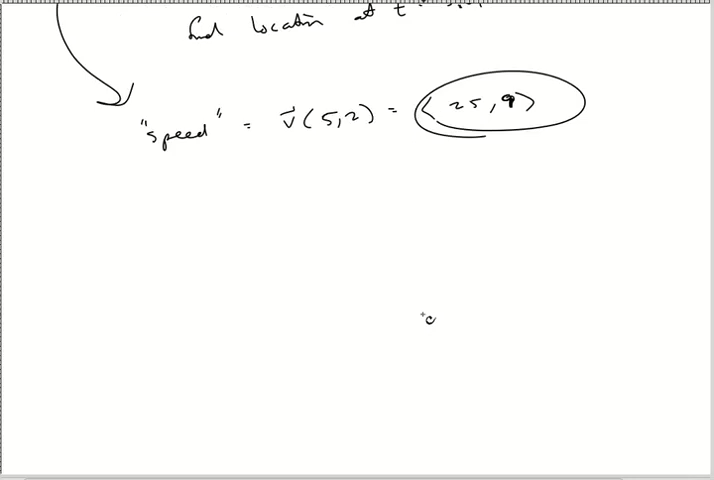 find location at t
"speed" = v⃗(5,2) = ⟨25,9⟩